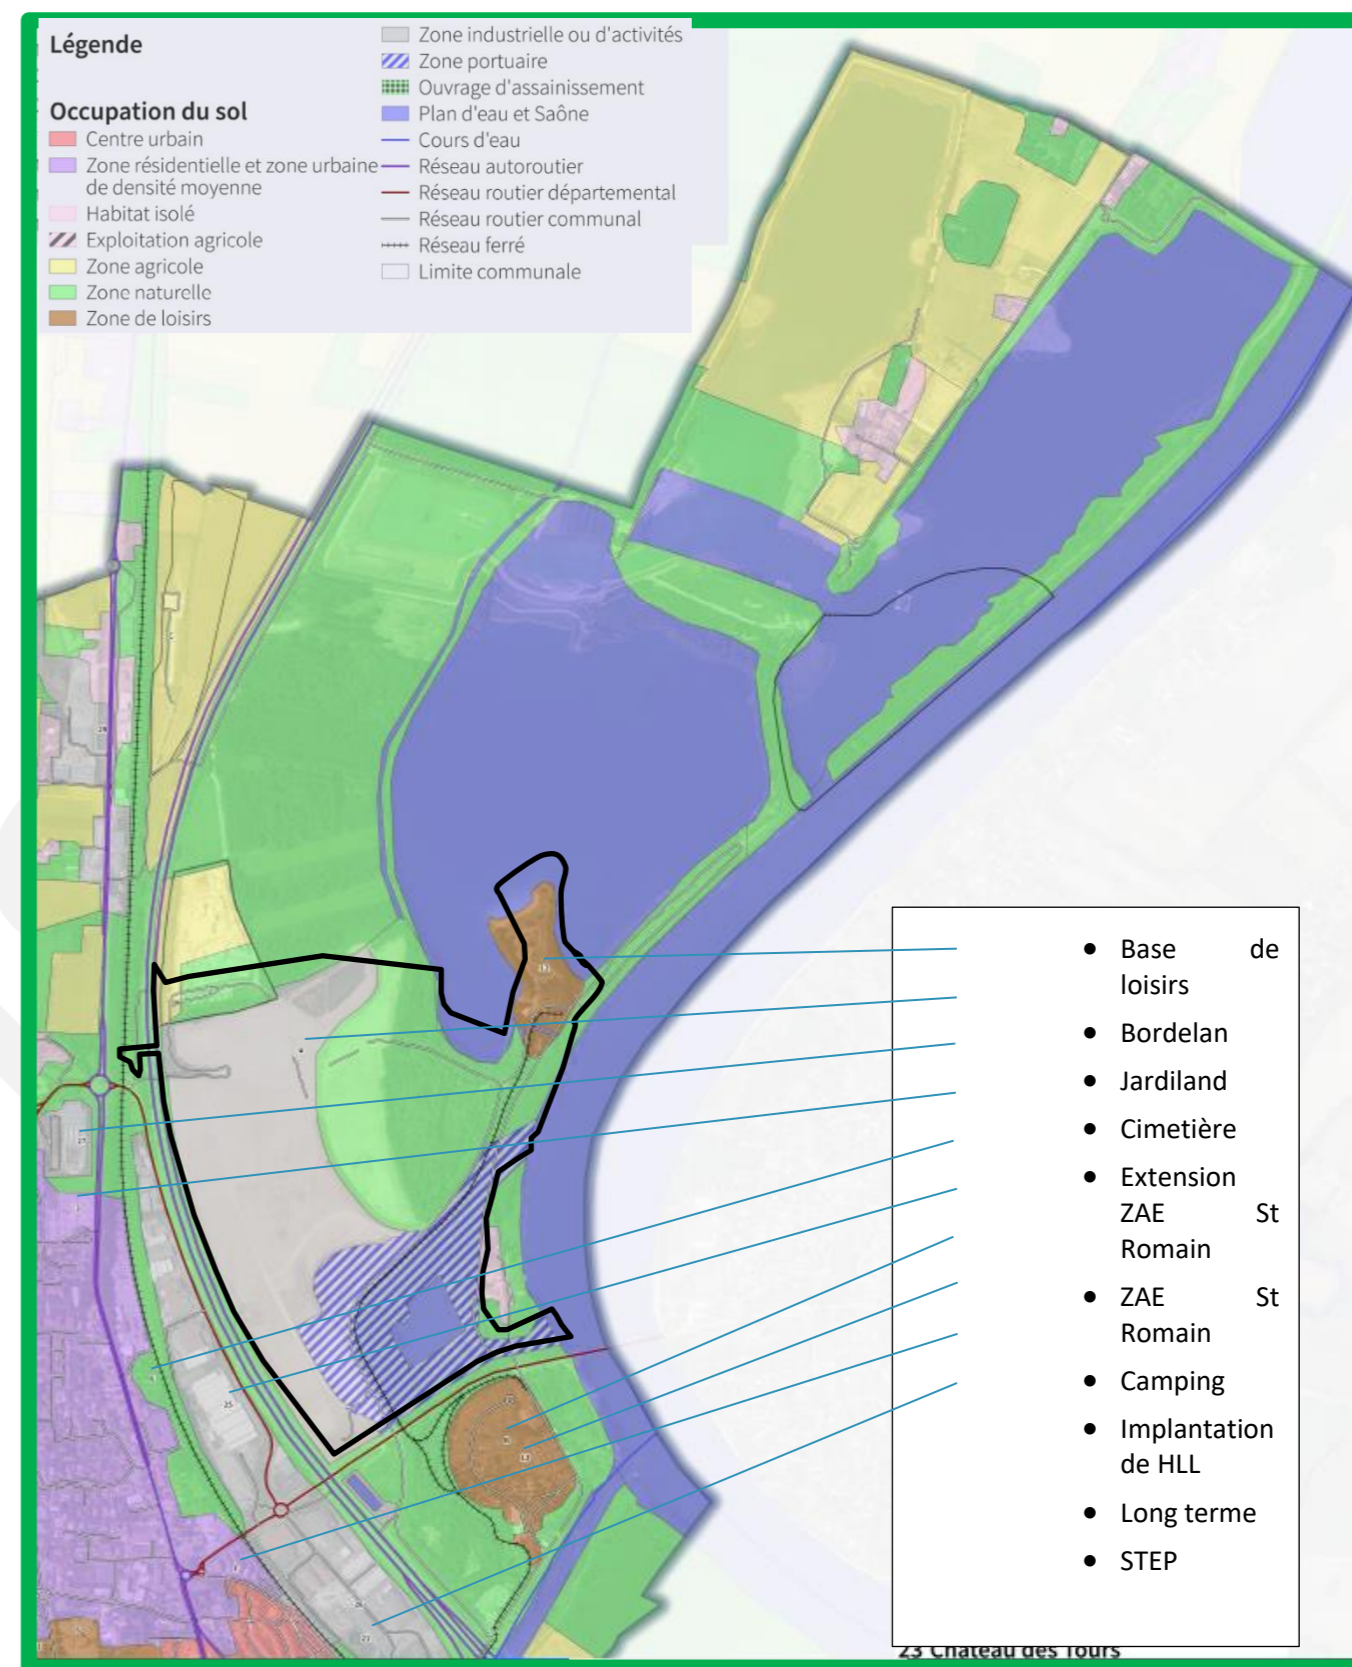 Légende
Occupation du sol
Centre urbain
Zone résidentielle et zone urbaine
de densité moyenne
Habitat isolé
Exploitation agricole
Zone agricole
Zone naturelle
Zone de loisirs
Zone industrielle ou d'activités
Zone portuaire
Ouvrage d'assainissement
Plan d'eau et Saône
Cours d'eau
Réseau autoroutier
Réseau routier départemental
Réseau routier communal
Réseau ferré
Limite communale
• Base de
loisirs
• Bordelan
• Jardiland
• Cimetière
• Extension
ZAE St
Romain
• ZAE St
Romain
• Camping
• Implantation
de HLL
• Long terme
• STEP
23 Château des Tours
27
25